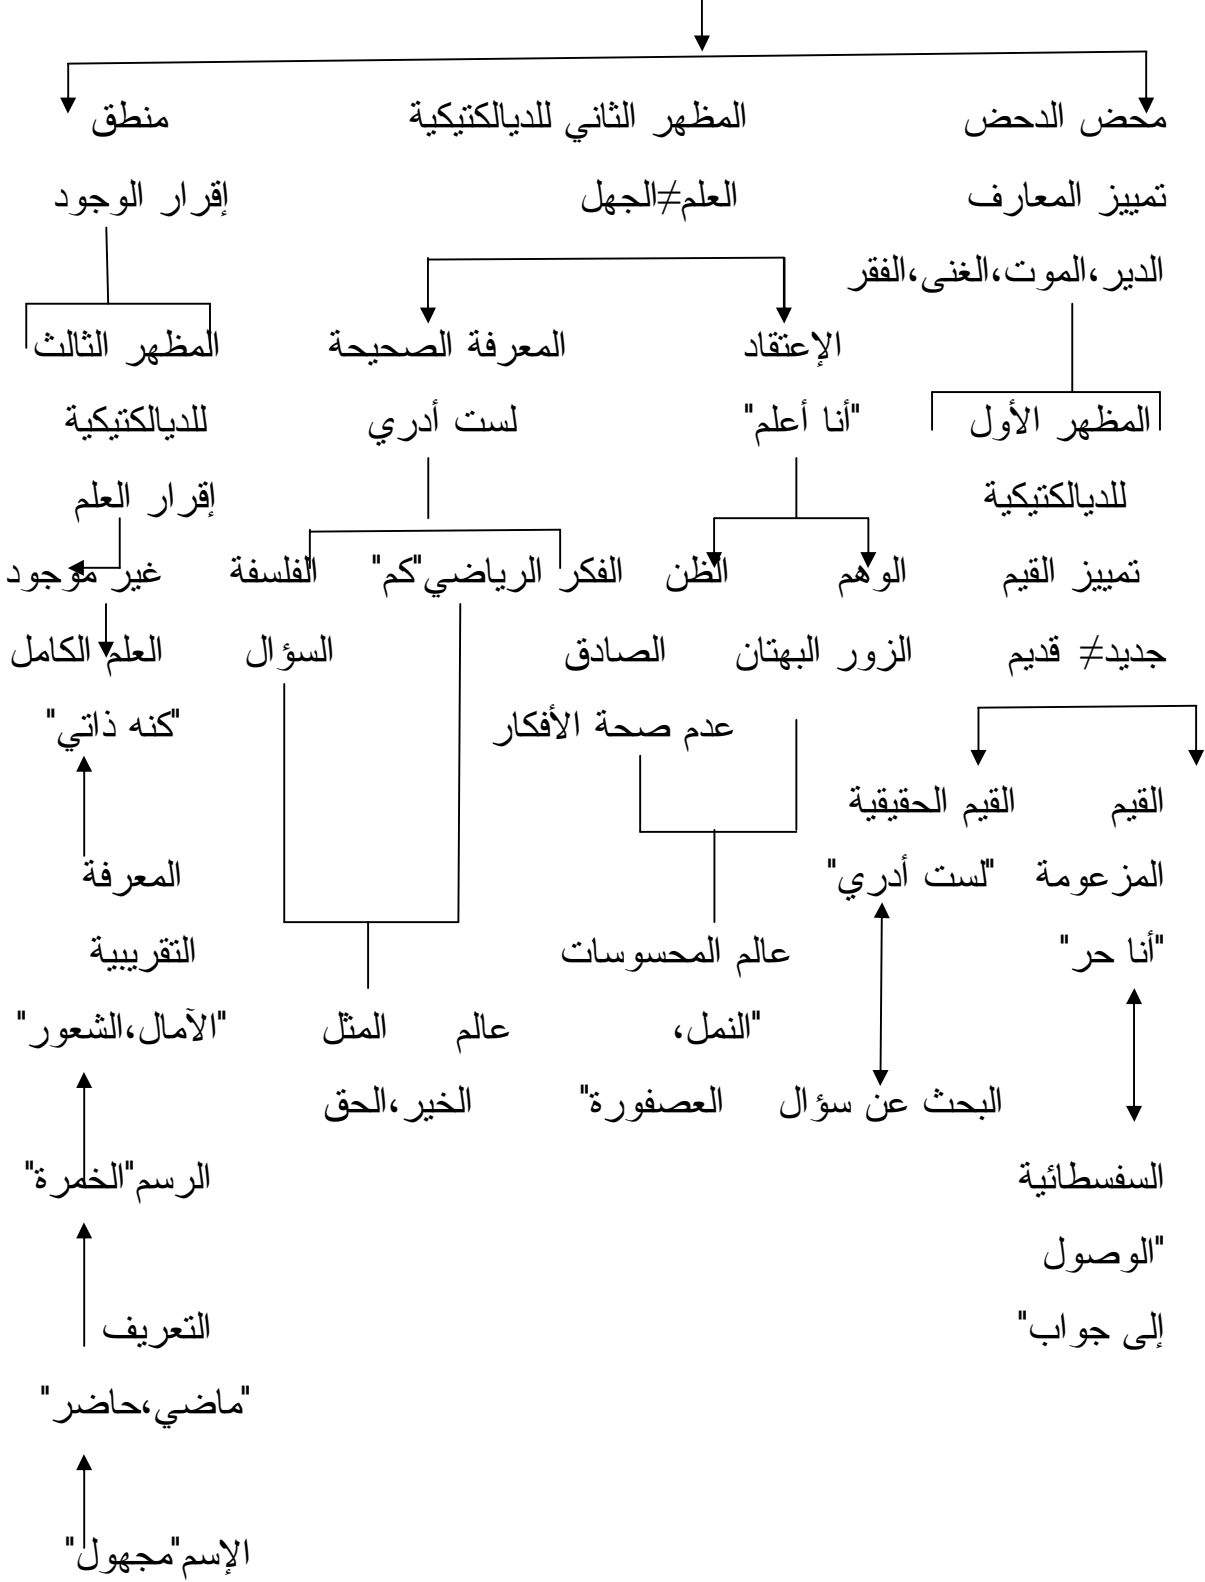 محض الدحض المظهر الثاني للديالكتيكية منطق
تمييز المعارف العلم≠الجهل إقرار الوجود
الدير،الموت،الغنى،الفقر
الإعتقاد المعرفة الصحيحة المظهر الثالث
المظهر الأول "أنا أعلم" لست أدري للديالكتيكية
للديالكتيكية إقرار العلم
تمييز القيم الوهم الظن الفكر الرياضي"كم" الفلسفة غير موجود
جديد≠ قديم الزور البهتان الصادق السؤال العلم الكامل
عدم صحة الأفكار "كنه ذاتي"
القيم القيم الحقيقية
المزعومة "لست أدري" المعرفة
"أنا حر" عالم المحسوسات التقريبية
"النمل، عالم المثل "الآمال،الشعور"
البحث عن سؤال العصفورة" الخير،الحق
السفسطائية الرسم"الخمرة"
"الوصول
إلى جواب" التعريف
"ماضي،حاضر"
الإسم"مجهول"